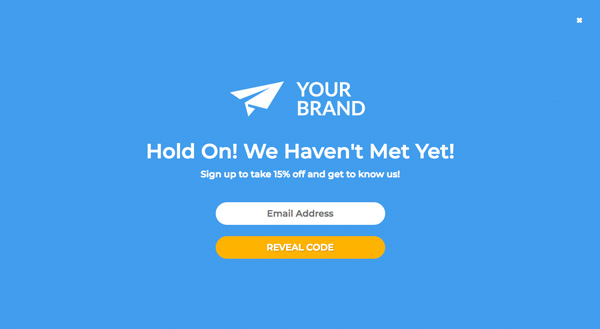 YOUR
BRAND
Hold On! We Haven't Met Yet!
Sign up to take 15% off and get to know us!
Email Address
REVEAL CODE